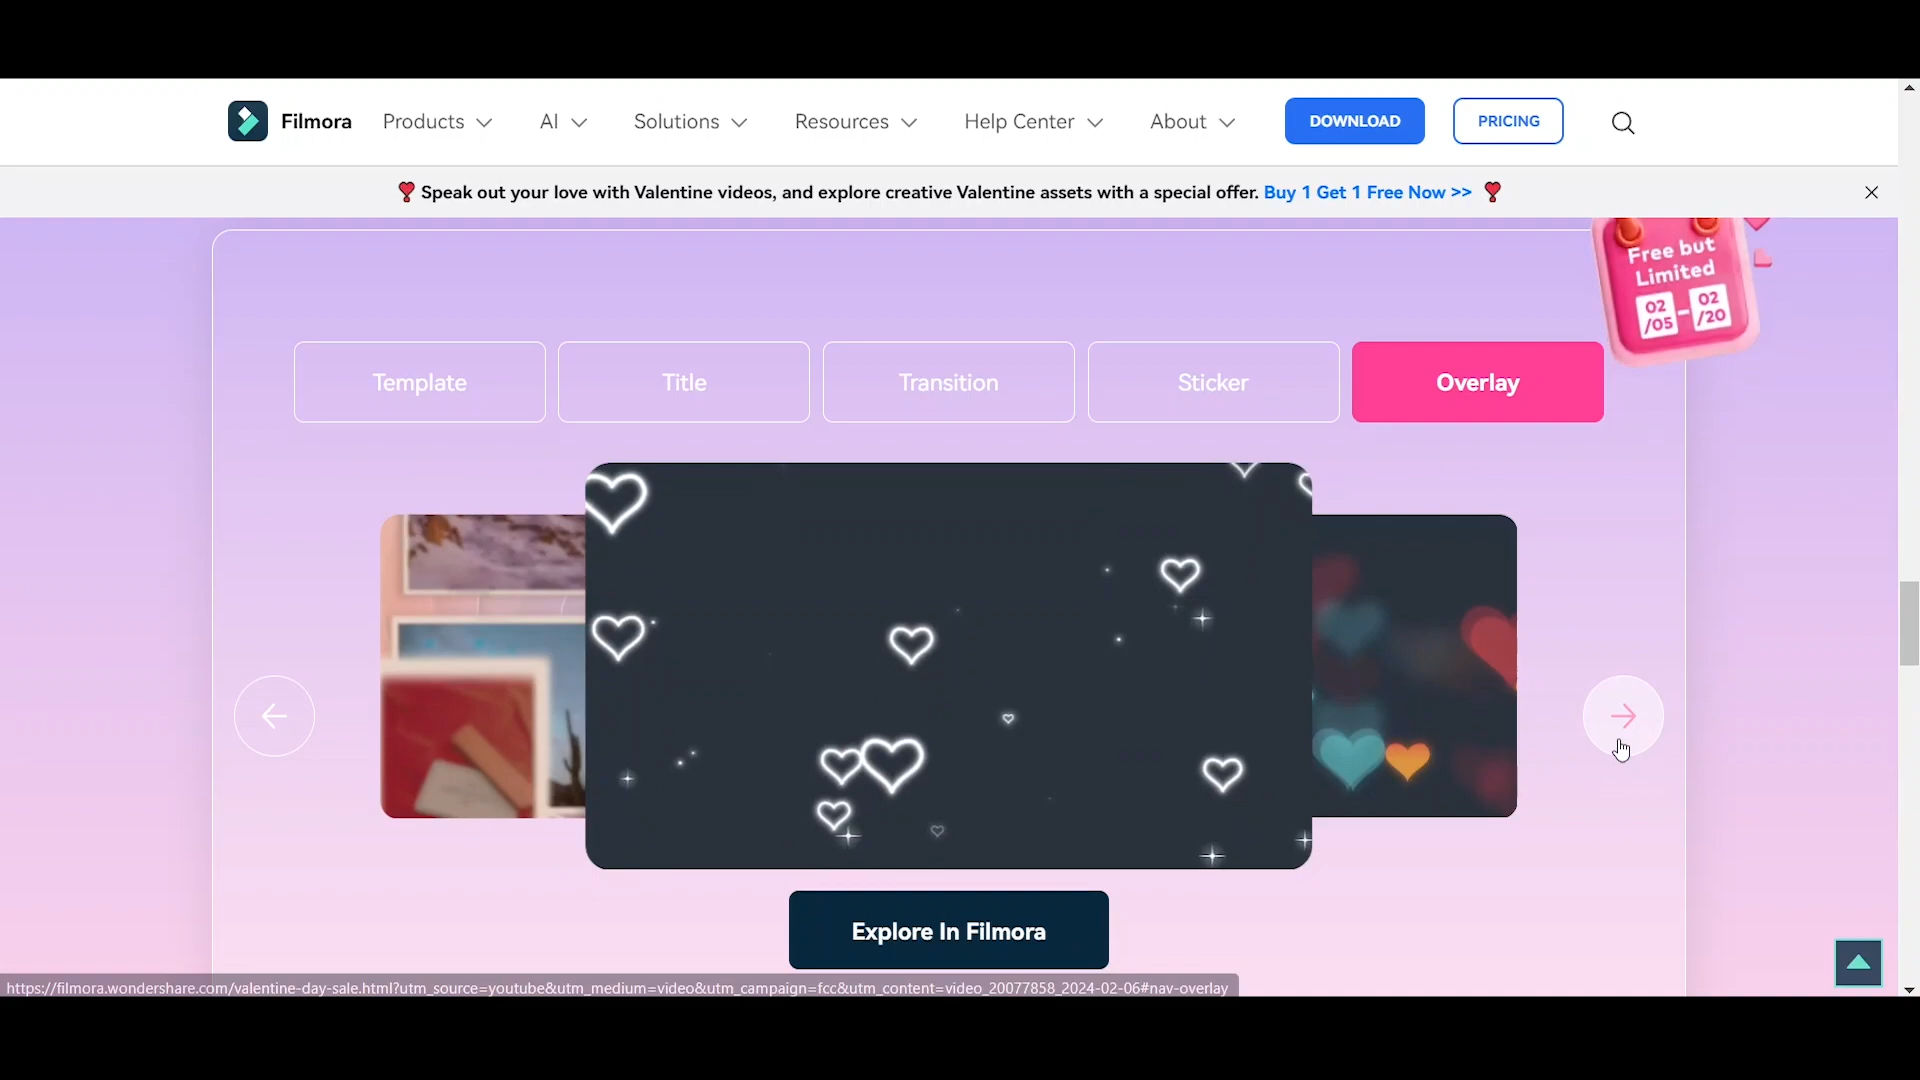 Filmora
Products
AI
Solutions
Resources
Help Center
About
DOWNLOAD
PRICING
Speak out your love with Valentine videos, and explore creative Valentine assets with a special offer. Buy 1 Get 1 Free Now >>
Free but
Limited
02
/05
-
02
/20
Template
Title
Transition
Sticker
Overlay
Explore In Filmora
https://filmora.wondershare.com/valentine-day-sale.html?utm_source=youtube&utm_medium=video&utm_campaign=fcc&utm_content=video_20077858_2024-02-06#nav-overlay